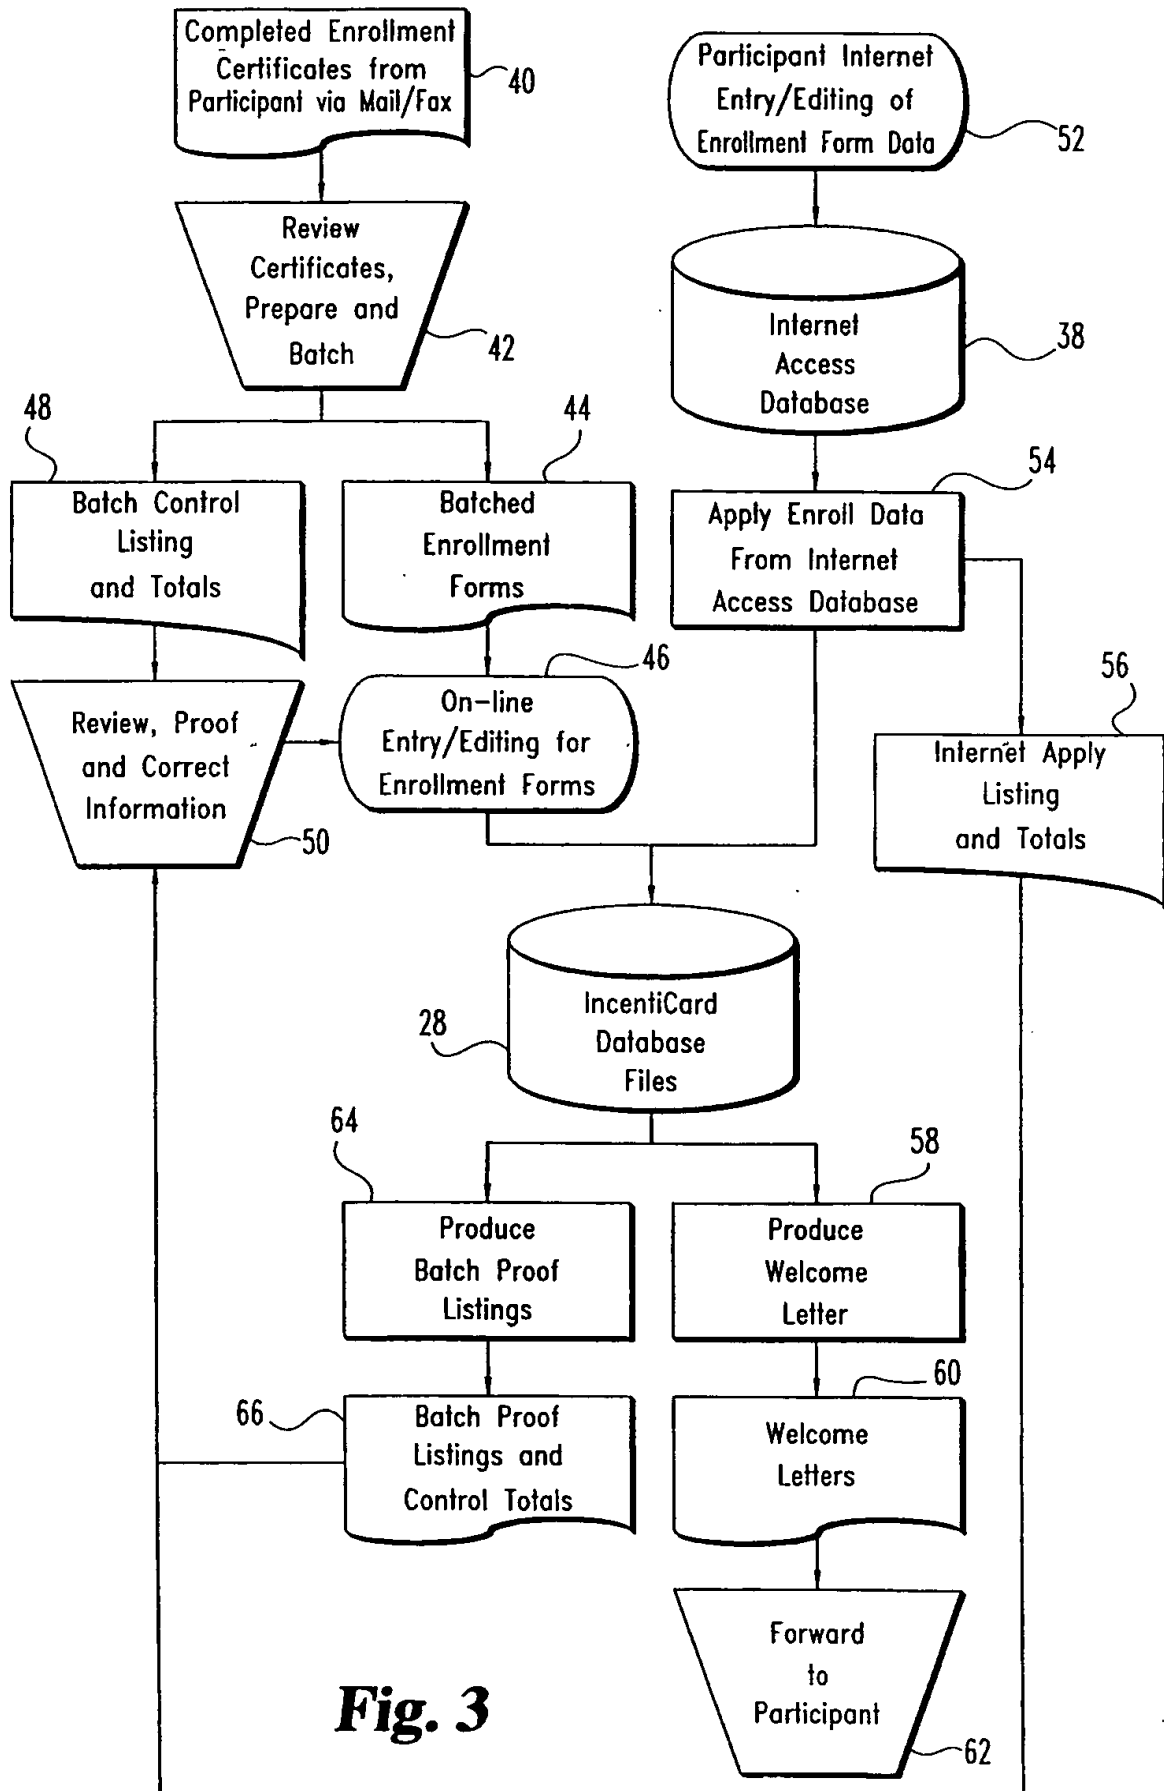 Completed Enrollment
Certificates from
Participant via Mail/Fax
40
Participant Internet
Entry/Editing of
Enrollment Form Data
52
Review
Certificates,
Prepare and
Batch
42
Internet
Access
Database
38
48
Batch Control
Listing
and Totals
44
Batched
Enrollment
Forms
54
Apply Enroll Data
From Internet
Access Database
Review, Proof
and Correct
Information
50
46
On-line
Entry/Editing for
Enrollment Forms
56
Internet Apply
Listing
and Totals
28
IncentiCard
Database
Files
64
Produce
Batch Proof
Listings
58
Produce
Welcome
Letter
66
Batch Proof
Listings and
Control Totals
60
Welcome
Letters
Forward
to
Participant
62
Fig. 3